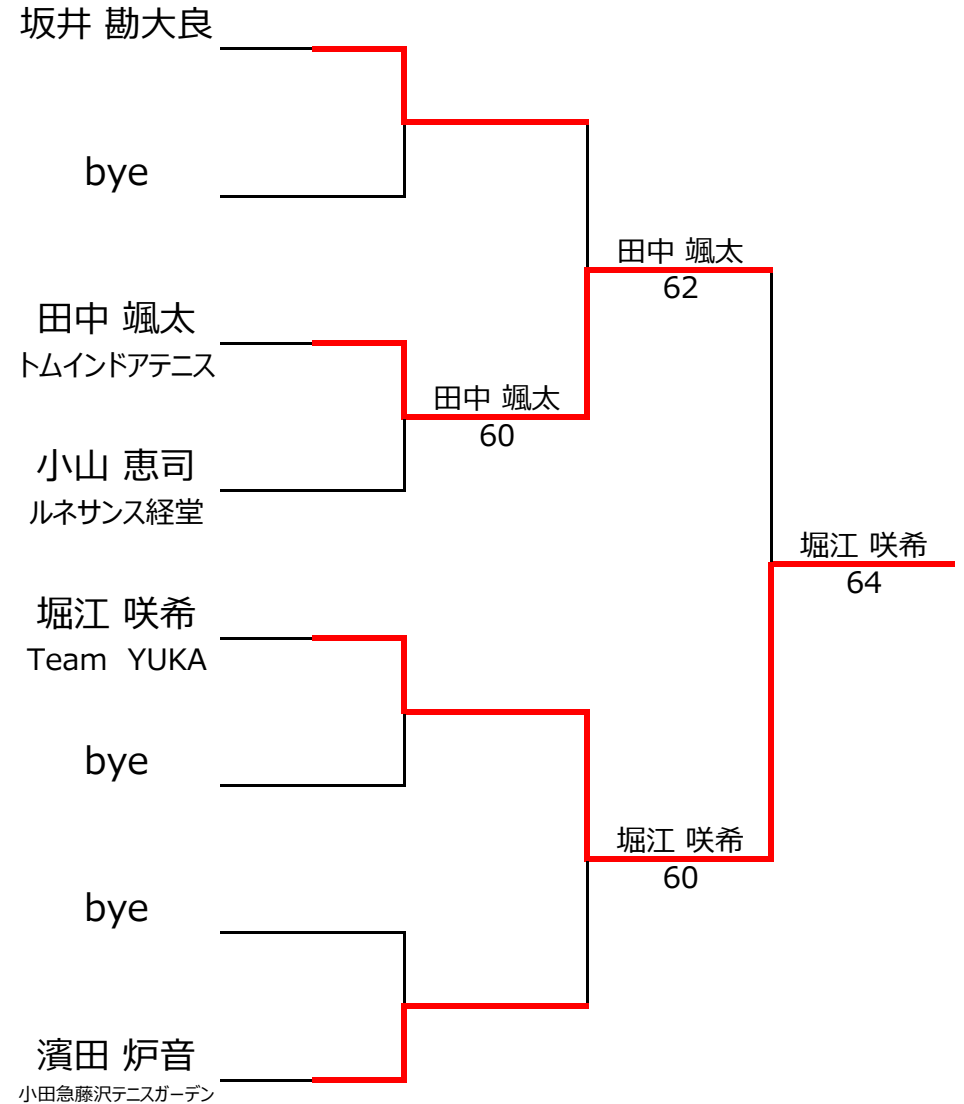 坂井 勘大良
bye
田中 颯太
62
田中 颯太
トムインドアテニス
田中 颯太
60
小山 恵司
ルネサンス経堂
堀江 咲希
64
堀江 咲希
Team YUKA
bye
堀江 咲希
60
bye
濱田 炉音
小田急藤沢テニスガーデン